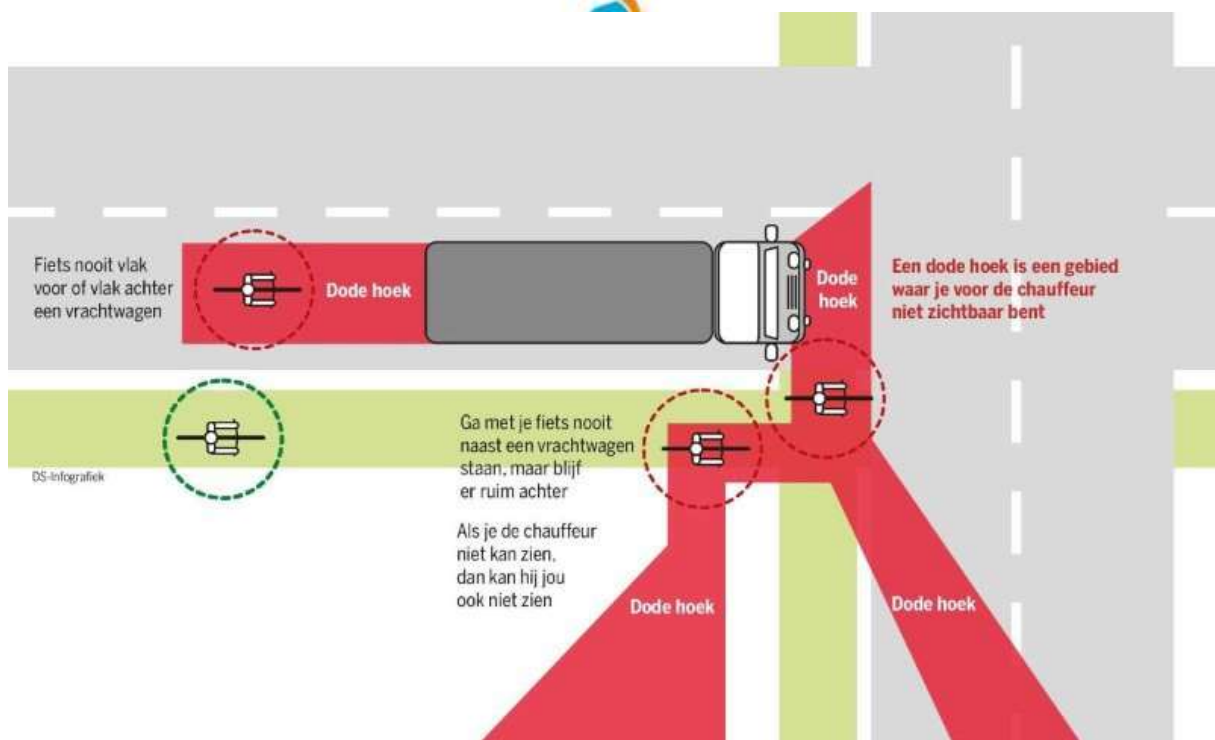 Fiets nooit vlak
voor of vlak achter
een vrachtwagen
Dode hoek
Dode
hoek
Een dode hoek is een gebied
waar je voor de chauffeur
niet zichtbaar bent
DS-Infografiek
Ga met je fiets nooit
naast een vrachtwagen
staan, maar blijf
er ruim achter
Als je de chauffeur
niet kan zien,
dan kan hij jou
ook niet zien
Dode hoek
Dode hoek